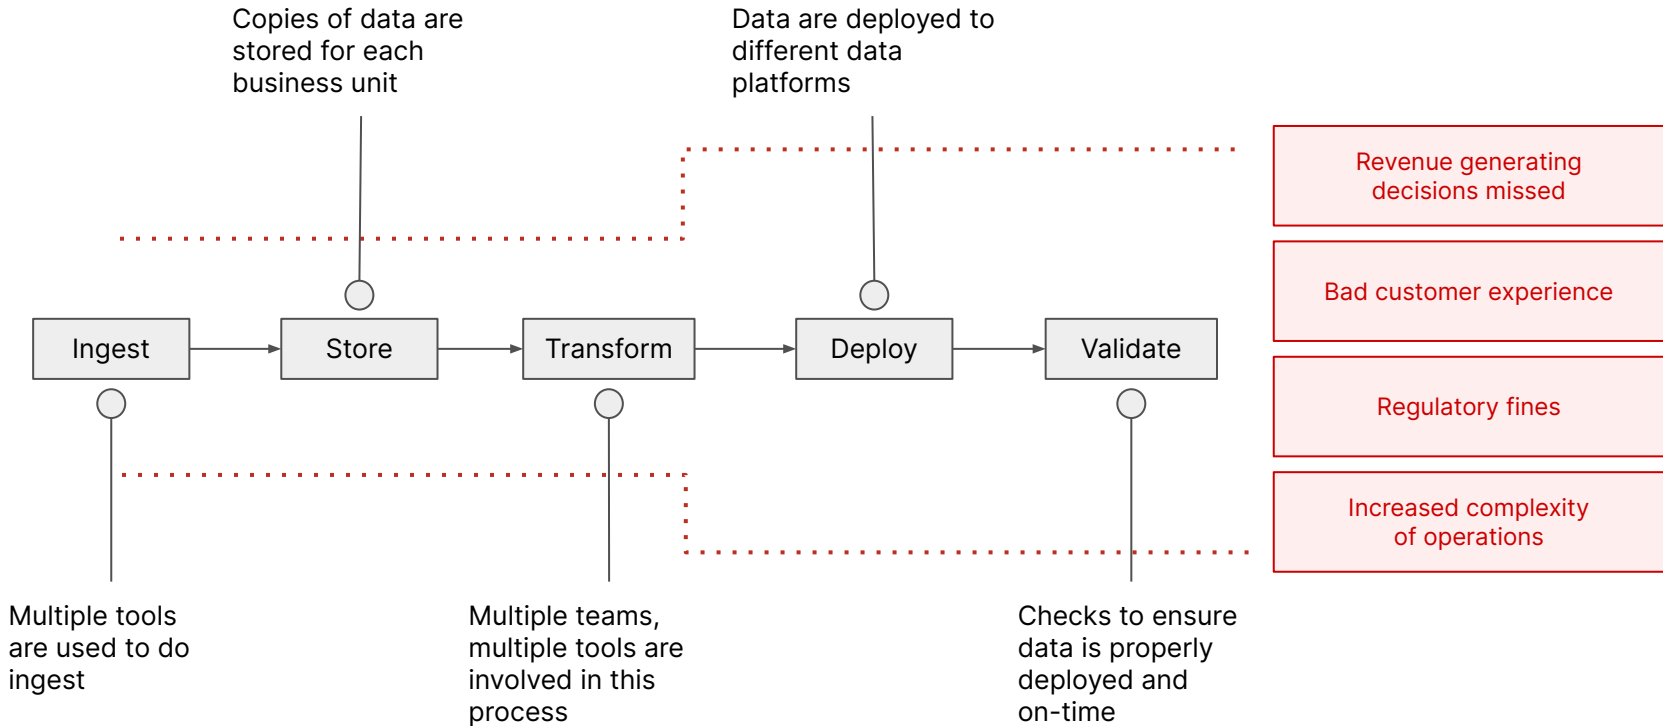 Copies of data are
stored for each
business unit
Data are deployed to
different data
platforms
Ingest
Store
Transform
Deploy
Validate
Multiple tools
are used to do
ingest
Multiple teams,
multiple tools are
involved in this
process
Checks to ensure
data is properly
deployed and
on-time
Revenue generating
decisions missed
Bad customer experience
Regulatory fines
Increased complexity
of operations